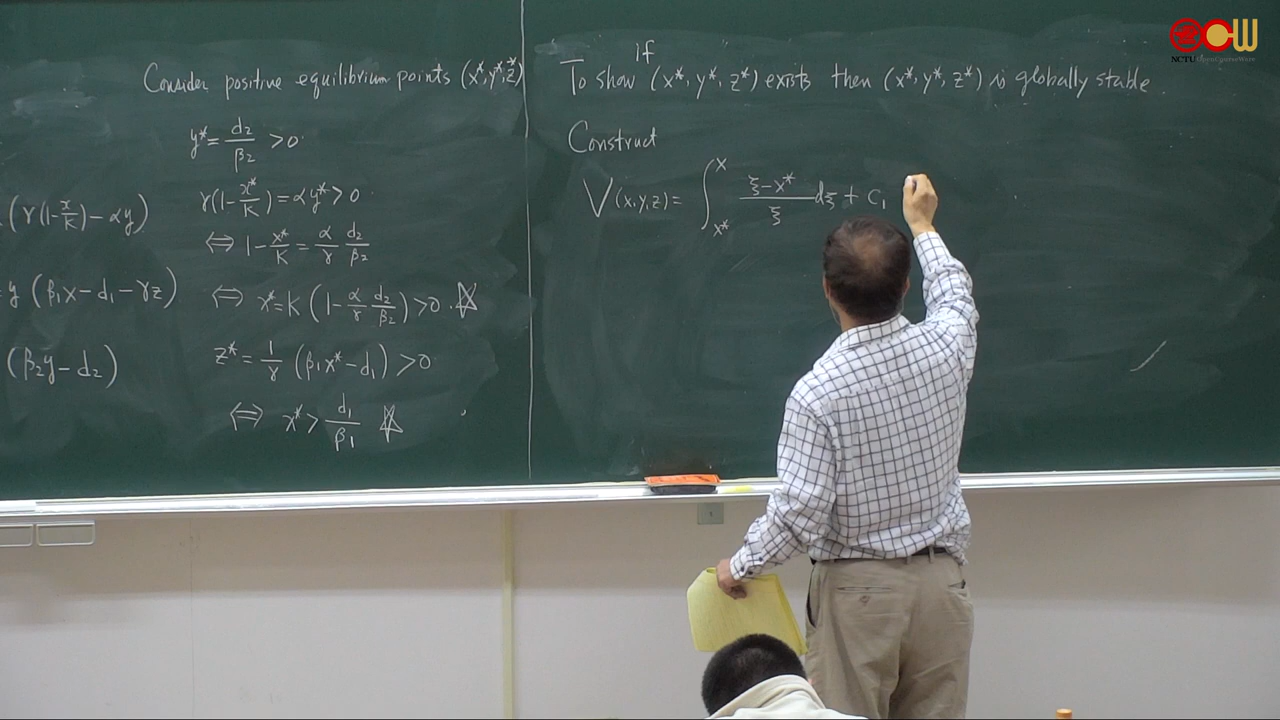 Consider positive equilibrium points (x*,y*,z*)
y* = d₂/β₂ > 0
(γ(1-x/K)-αy)
γ(1-x*/K) = αy* > 0
⇔ 1-x*/K = α/γ d₂/β₂
=y (β₁x-d₁-γz)
⇔ x*=K(1-α/γ d₂/β₂)>0 ☆
(β₂y-d₂)
z* = 1/γ (β₁x*-d₁) > 0
⇔ x* > d₁/β₁ ☆
if
To show (x*, y*, z*) exists then (x*, y*, z*) is globally stable
Construct
V(x,y,z) = ∫_{x*}^{x} (ξ-x*)/ξ dξ + C₁
NCTU OpenCourseWare